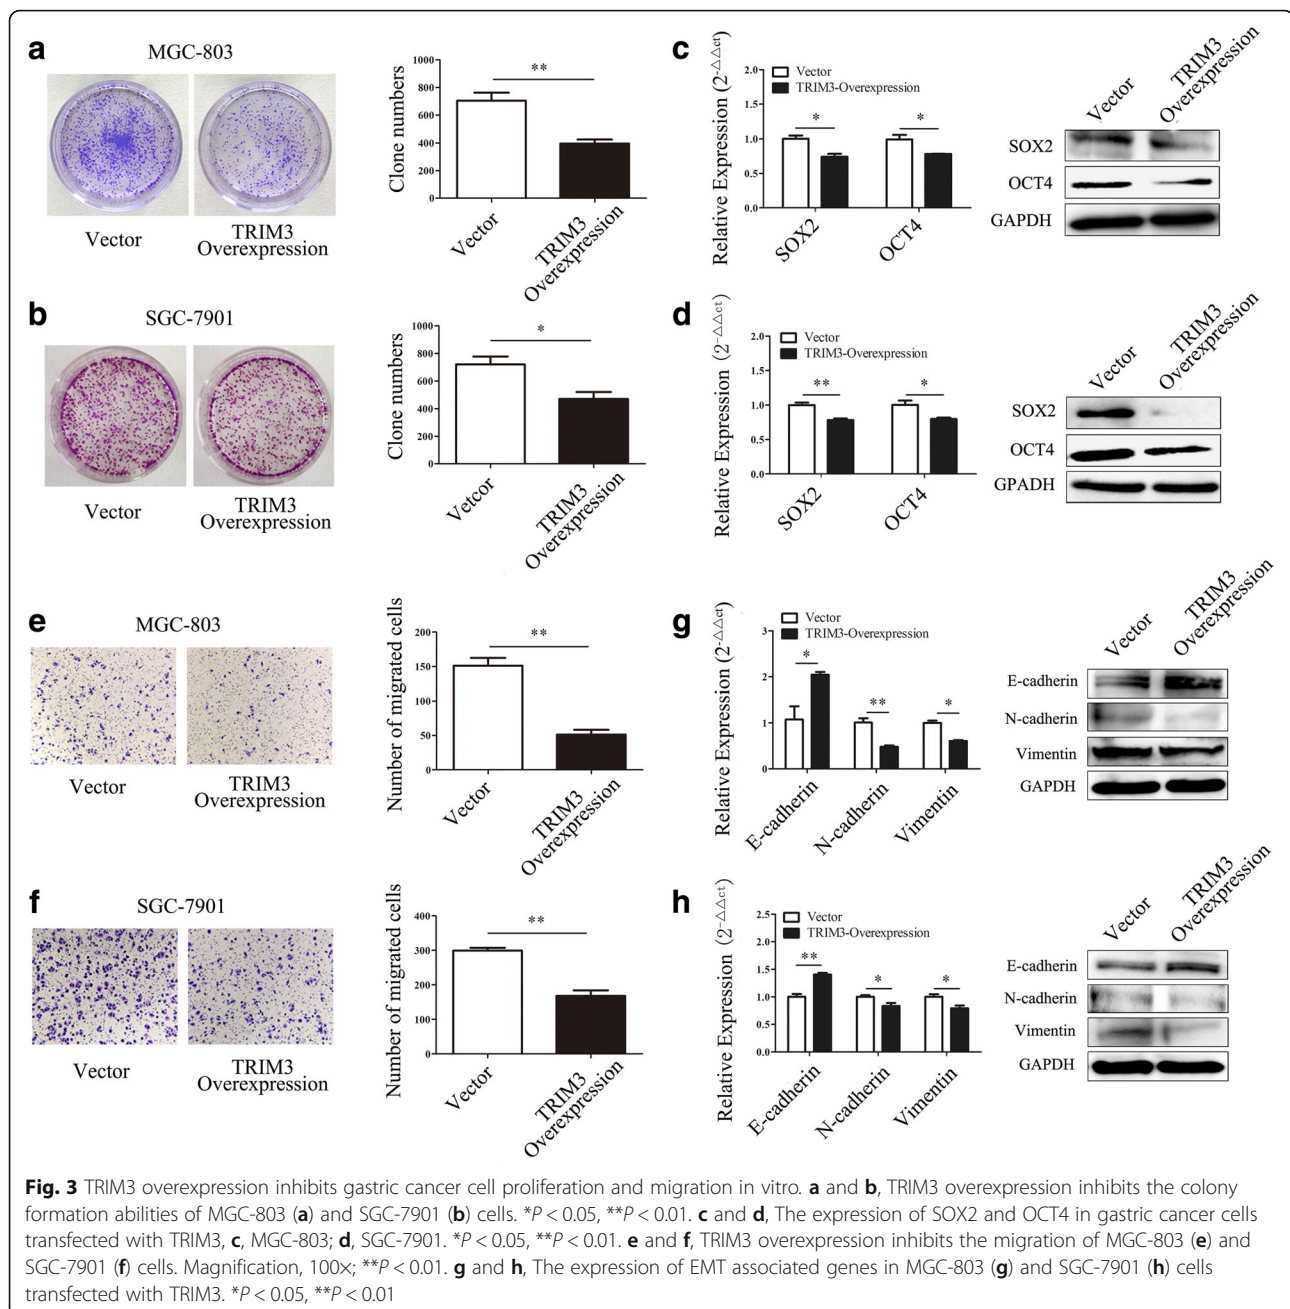 a
MGC-803
Vector
TRIM3
Overexpression
Clone numbers
1000
800
600
400
200
0
**
Vector
TRIM3
Overexpression
c
Relative Expression (2-△△ct)
2.0
1.5
1.0
0.5
0.0
Vector
TRIM3-Overexpression
*
*
SOX2
OCT4
Vector
TRIM3
Overexpression
SOX2
OCT4
GAPDH
b
SGC-7901
Vector
TRIM3
Overexpression
Clone numbers
1000
800
600
400
200
0
*
Vetcor
TRIM3
Overexpression
d
Relative Expression (2-△△ct)
2.0
1.5
1.0
0.5
0.0
Vector
TRIM3-Overexpression
**
*
SOX2
OCT4
Vector
TRIM3
Overexpression
SOX2
OCT4
GPADH
e
MGC-803
Vector
TRIM3
Overexpression
Number of migrated cells
200
150
100
50
0
**
Vector
TRIM3
Overexpression
g
Relative Expression (2-△△ct)
3
2
1
0
Vector
TRIM3-Overexpression
*
**
*
E-cadherin
N-cadherin
Vimentin
Vector
TRIM3
Overexpression
E-cadherin
N-cadherin
Vimentin
GAPDH
f
SGC-7901
Vector
TRIM3
Overexpression
Number of migrated cells
400
300
200
100
0
**
Vector
TRIM3
Overexpression
h
Relative Expression (2-△△ct)
2.5
2.0
1.5
1.0
0.5
0.0
Vector
TRIM3-Overexpression
**
*
*
E-cadherin
N-cadherin
Vimentin
Vector
TRIM3
Overexpression
E-cadherin
N-cadherin
Vimentin
GAPDH
Fig. 3 TRIM3 overexpression inhibits gastric cancer cell proliferation and migration in vitro. a and b, TRIM3 overexpression inhibits the colony
formation abilities of MGC-803 (a) and SGC-7901 (b) cells. *P < 0.05, **P < 0.01. c and d, The expression of SOX2 and OCT4 in gastric cancer cells
transfected with TRIM3, c, MGC-803; d, SGC-7901. *P < 0.05, **P < 0.01. e and f, TRIM3 overexpression inhibits the migration of MGC-803 (e) and
SGC-7901 (f) cells. Magnification, 100×; **P < 0.01. g and h, The expression of EMT associated genes in MGC-803 (g) and SGC-7901 (h) cells
transfected with TRIM3. *P < 0.05, **P < 0.01